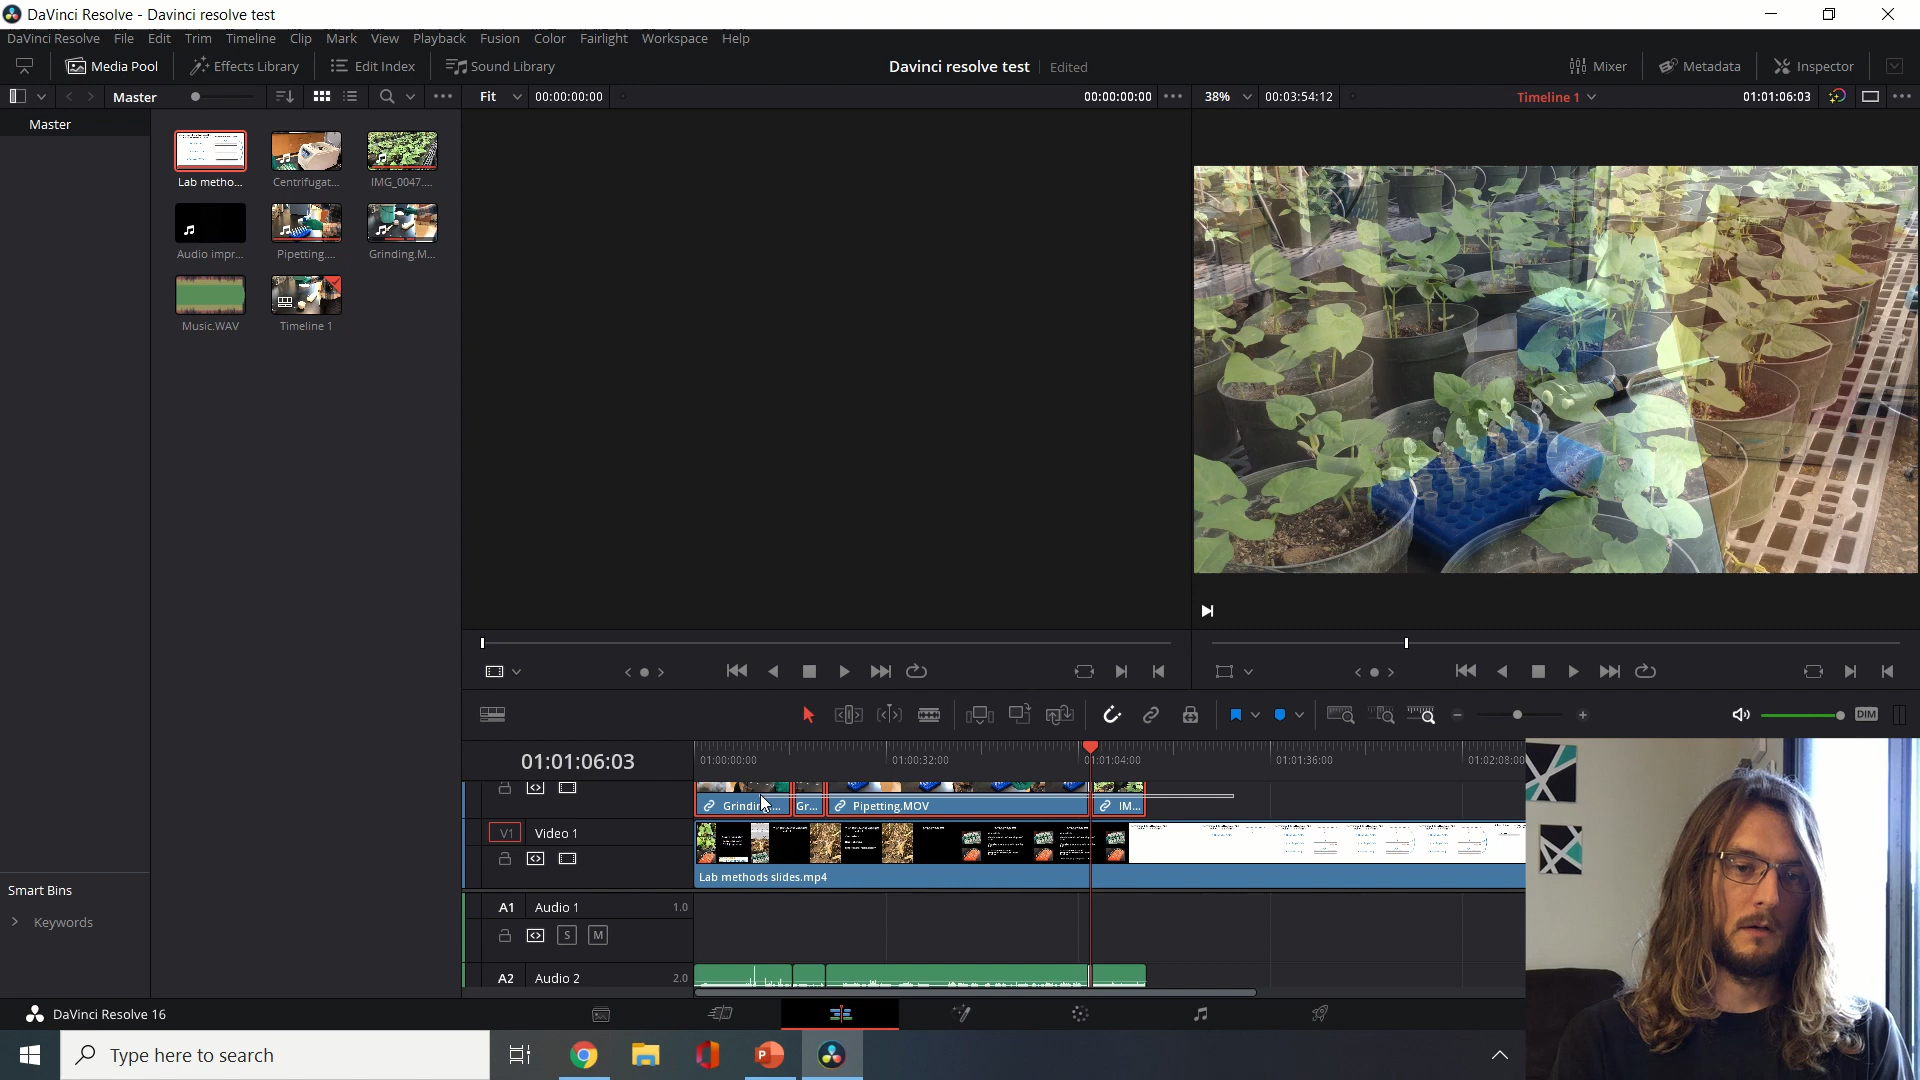 DaVinci Resolve - Davinci resolve test
DaVinci Resolve File Edit Trim Timeline Clip Mark View Playback Fusion Color Fairlight Workspace Help
Media Pool Effects Library Edit Index Sound Library Davinci resolve test Edited Mixer Metadata Inspector
Master Fit 00:00:00:00 00:00:00:00 38% 00:03:54:12 Timeline 1 01:01:06:03
Master
Lab metho... Centrifugat... IMG_0047....
Audio impr... Pipetting.... Grinding.M...
Music.WAV Timeline 1
DIM
01:01:06:03 01:00:00:00 01:00:32:00 01:01:04:00 01:01:36:00 01:02:08:00
Gr... Pipetting.MOV IM...
V1 Video 1
Lab methods slides.mp4
Smart Bins
Keywords
A1 Audio 1 1.0
S M
A2 Audio 2 2.0
DaVinci Resolve 16
Type here to search